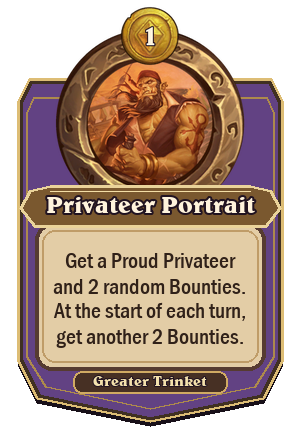 1
Privateer Portrait
Get a Proud Privateer
and 2 random Bounties.
At the start of each turn,
get another 2 Bounties.
Greater Trinket